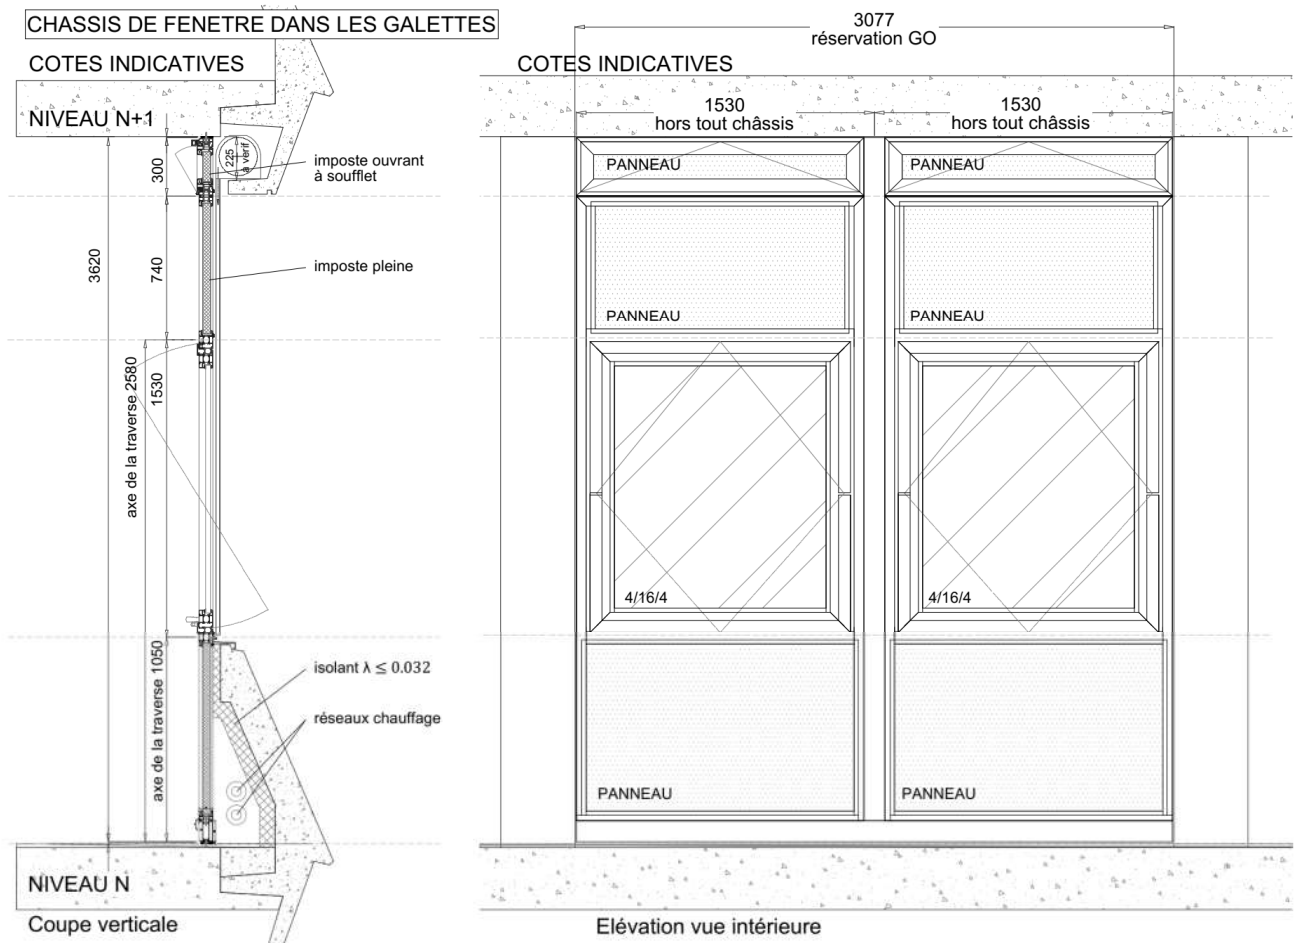 CHASSIS DE FENETRE DANS LES GALETTES
COTES INDICATIVES
NIVEAU N+1
300
225
à vérif
imposte ouvrant
à soufflet
3620
740
imposte pleine
axe de la traverse 2580
1530
axe de la traverse 1050
isolant λ ≤ 0.032
réseaux chauffage
NIVEAU N
Coupe verticale
3077
réservation GO
COTES INDICATIVES
1530
hors tout châssis
1530
hors tout châssis
PANNEAU
PANNEAU
PANNEAU
PANNEAU
4/16/4
4/16/4
PANNEAU
PANNEAU
Elévation vue intérieure